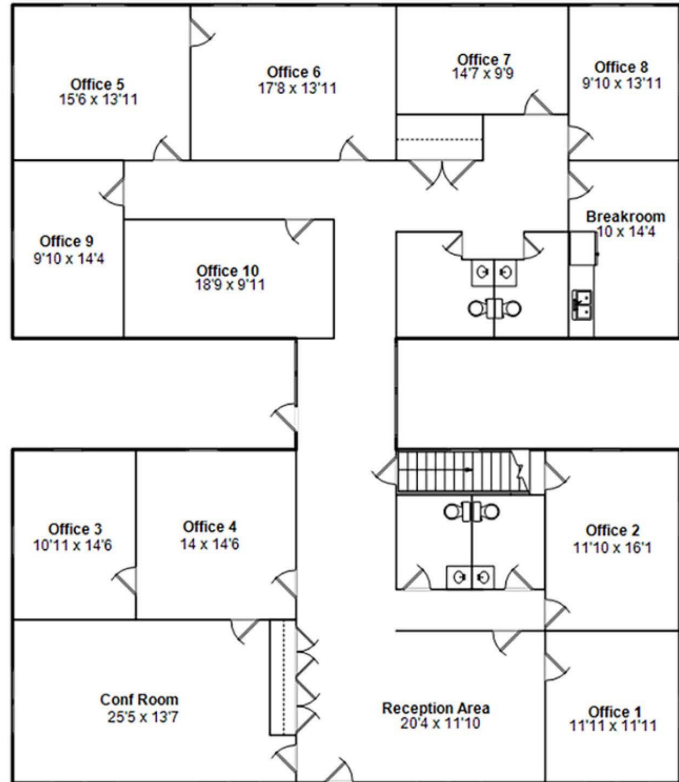 Office 5
15'6 x 13'11
Office 6
17'8 x 13'11
Office 7
14'7 x 9'9
Office 8
9'10 x 13'11
Office 9
9'10 x 14'4
Office 10
18'9 x 9'11
Breakroom
10 x 14'4
Office 3
10'11 x 14'6
Office 4
14 x 14'6
Office 2
11'10 x 16'1
Conf Room
25'5 x 13'7
Reception Area
20'4 x 11'10
Office 1
11'11 x 11'11